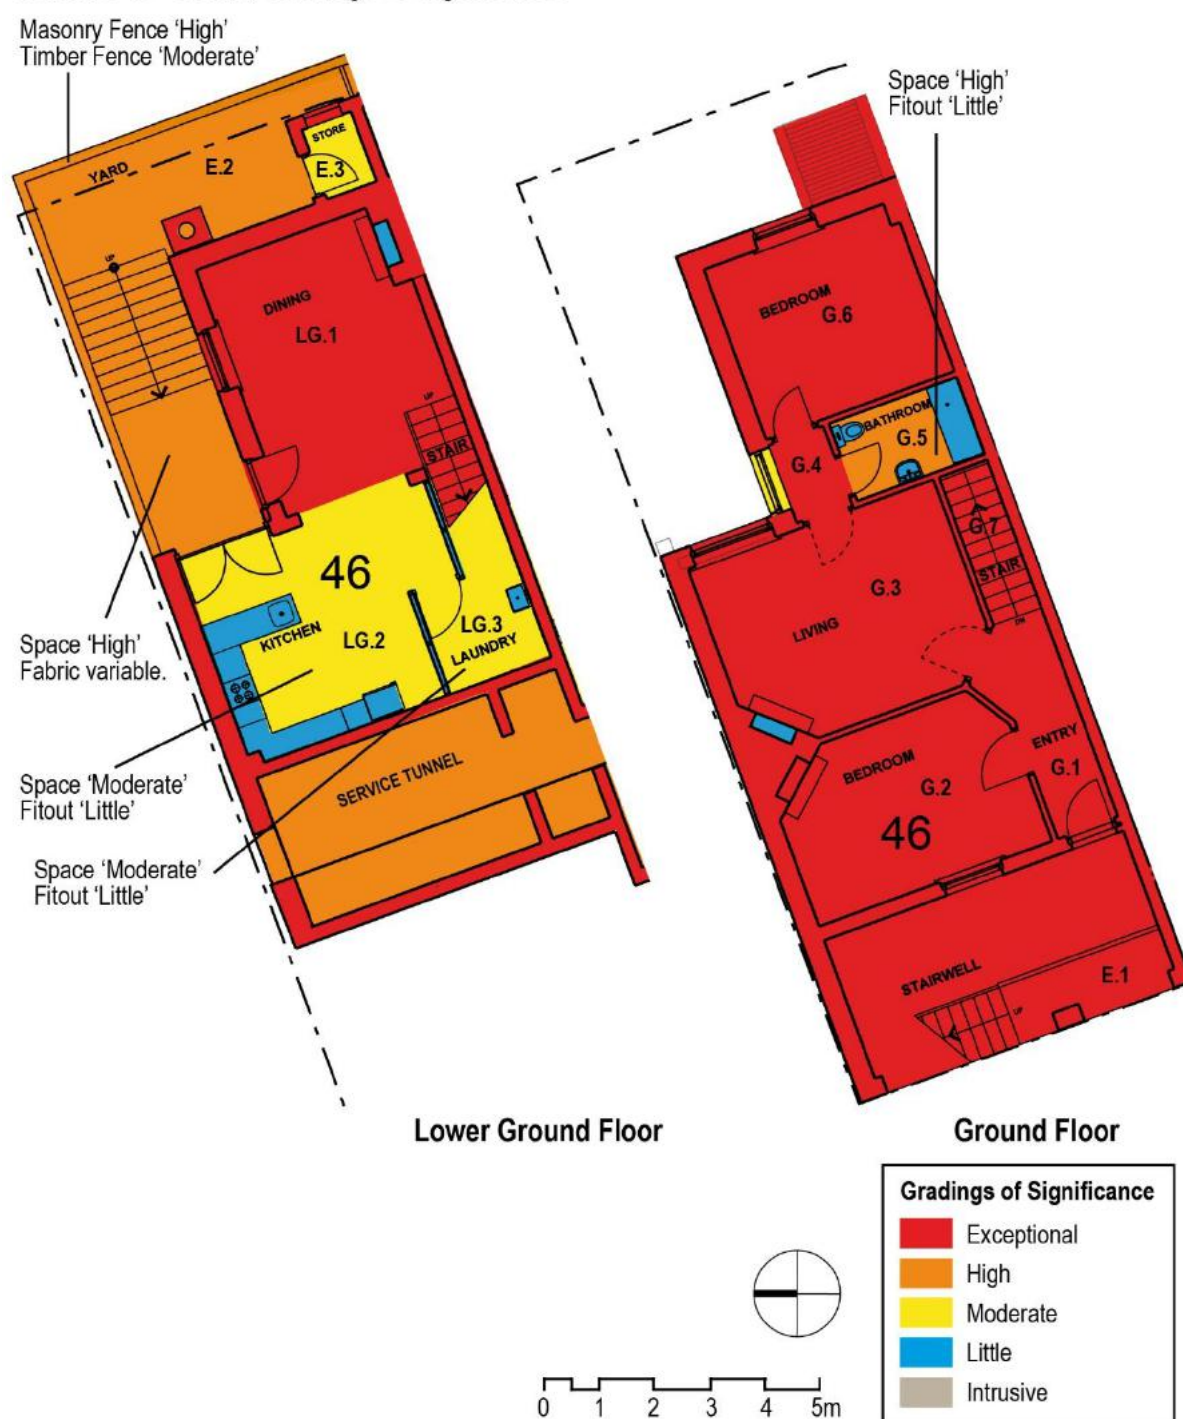 Masonry Fence ‘High’
Timber Fence ‘Moderate’
Space ‘High’
Fitout ‘Little’
STORE
YARD
E.2
E.3
UP
DINING
LG.1
UP
STAIR
46
KITCHEN
LG.2
LG.3
LAUNDRY
SERVICE TUNNEL
Space ‘High’
Fabric variable.
Space ‘Moderate’
Fitout ‘Little’
Space ‘Moderate’
Fitout ‘Little’
BEDROOM
G.6
BATHROOM
G.5
G.4
G.7
STAIR
DN
G.3
LIVING
ENTRY
G.1
BEDROOM
G.2
46
STAIRWELL
E.1
UP
Lower Ground Floor
Ground Floor
Gradings of Significance
Exceptional
High
Moderate
Little
Intrusive
0 1 2 3 4 5m